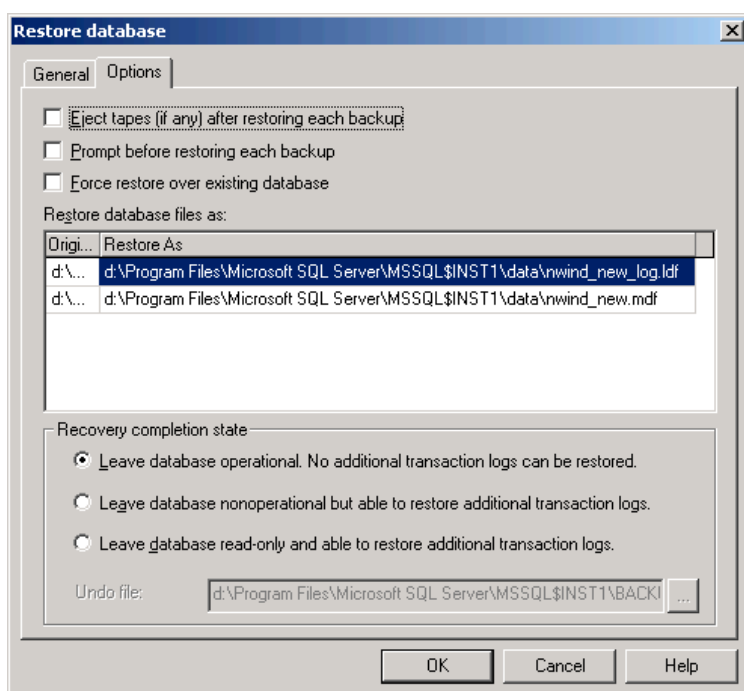 Restore database
General
Options
Eject tapes (if any) after restoring each backup
Prompt before restoring each backup
Force restore over existing database
Restore database files as:
Origi... Restore As
d:\... d:\Program Files\Microsoft SQL Server\MSSQL$INST1\data\nwind_new_log.ldf
d:\... d:\Program Files\Microsoft SQL Server\MSSQL$INST1\data\nwind_new.mdf
Recovery completion state
Leave database operational. No additional transaction logs can be restored.
Leave database nonoperational but able to restore additional transaction logs.
Leave database read-only and able to restore additional transaction logs.
Undo file: d:\Program Files\Microsoft SQL Server\MSSQL$INST1\BACKI ...
OK Cancel Help